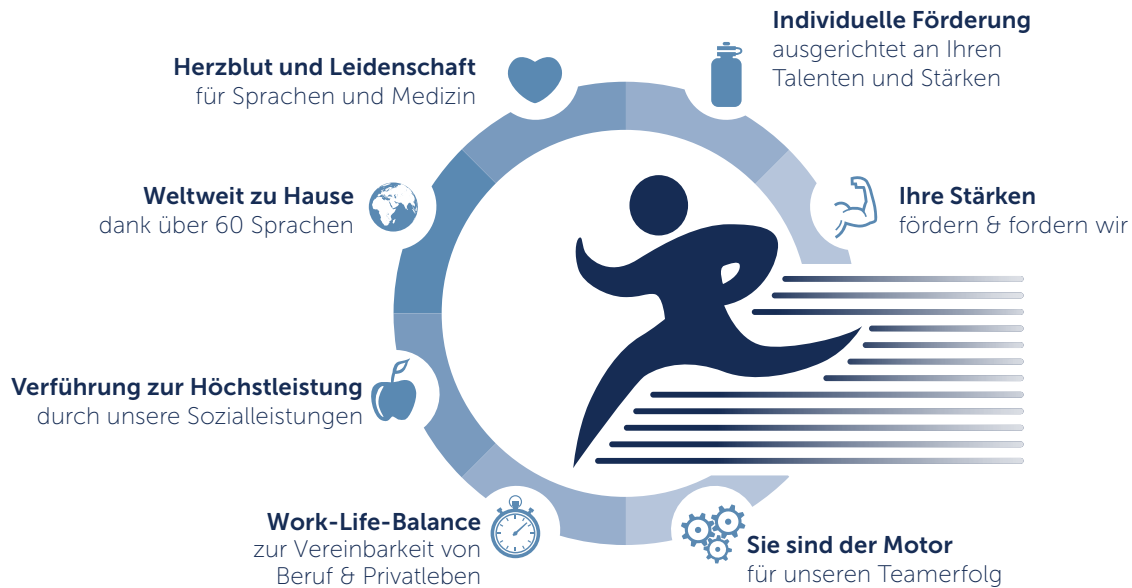 Individuelle Förderung
ausgerichtet an Ihren
Talenten und Stärken
Herzblut und Leidenschaft
für Sprachen und Medizin
Weltweit zu Hause
dank über 60 Sprachen
Ihre Stärken
fördern & fordern wir
Verführung zur Höchstleistung
durch unsere Sozialleistungen
Work-Life-Balance
zur Vereinbarkeit von
Beruf & Privatleben
Sie sind der Motor
für unseren Teamerfolg